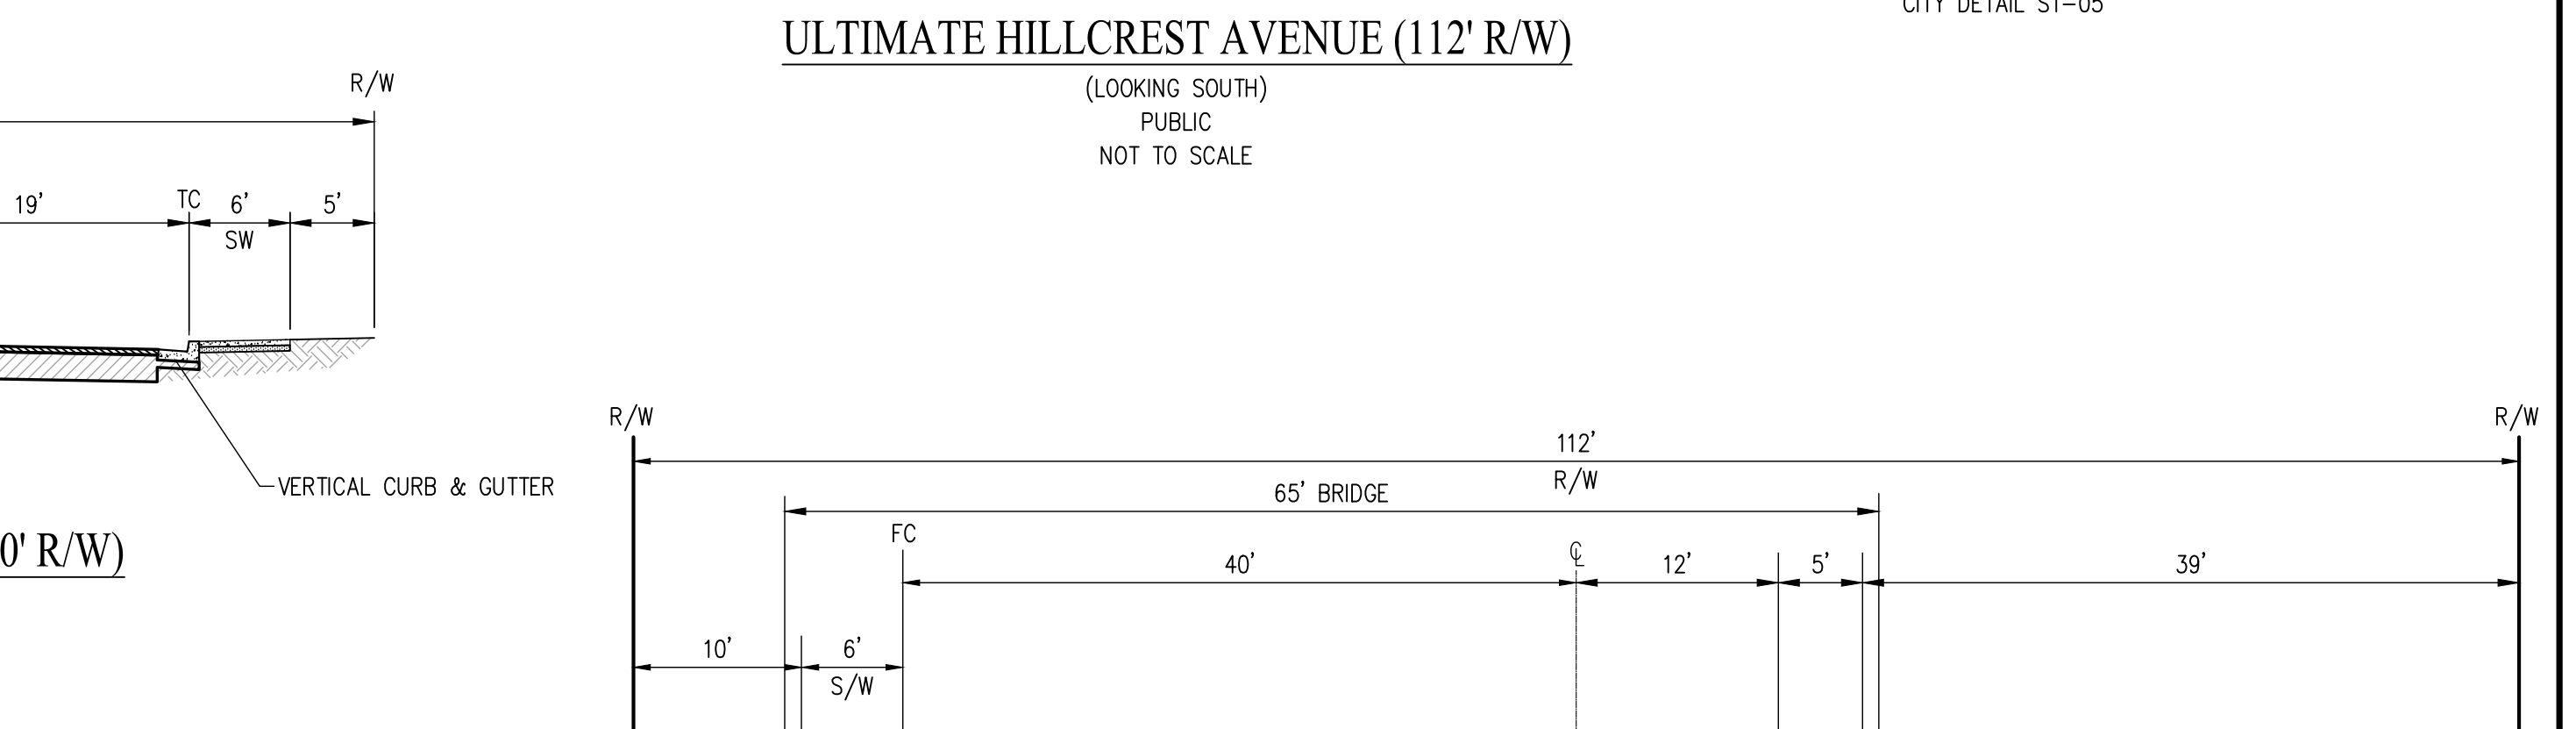 CITY DETAIL ST-05
ULTIMATE HILLCREST AVENUE (112' R/W)
(LOOKING SOUTH)
PUBLIC
NOT TO SCALE
R/W
19'
TC
6'
5'
SW
VERTICAL CURB & GUTTER
0' R/W)
R/W
R/W
112'
R/W
65' BRIDGE
FC
℄
40'
12'
5'
39'
10'
6'
S/W